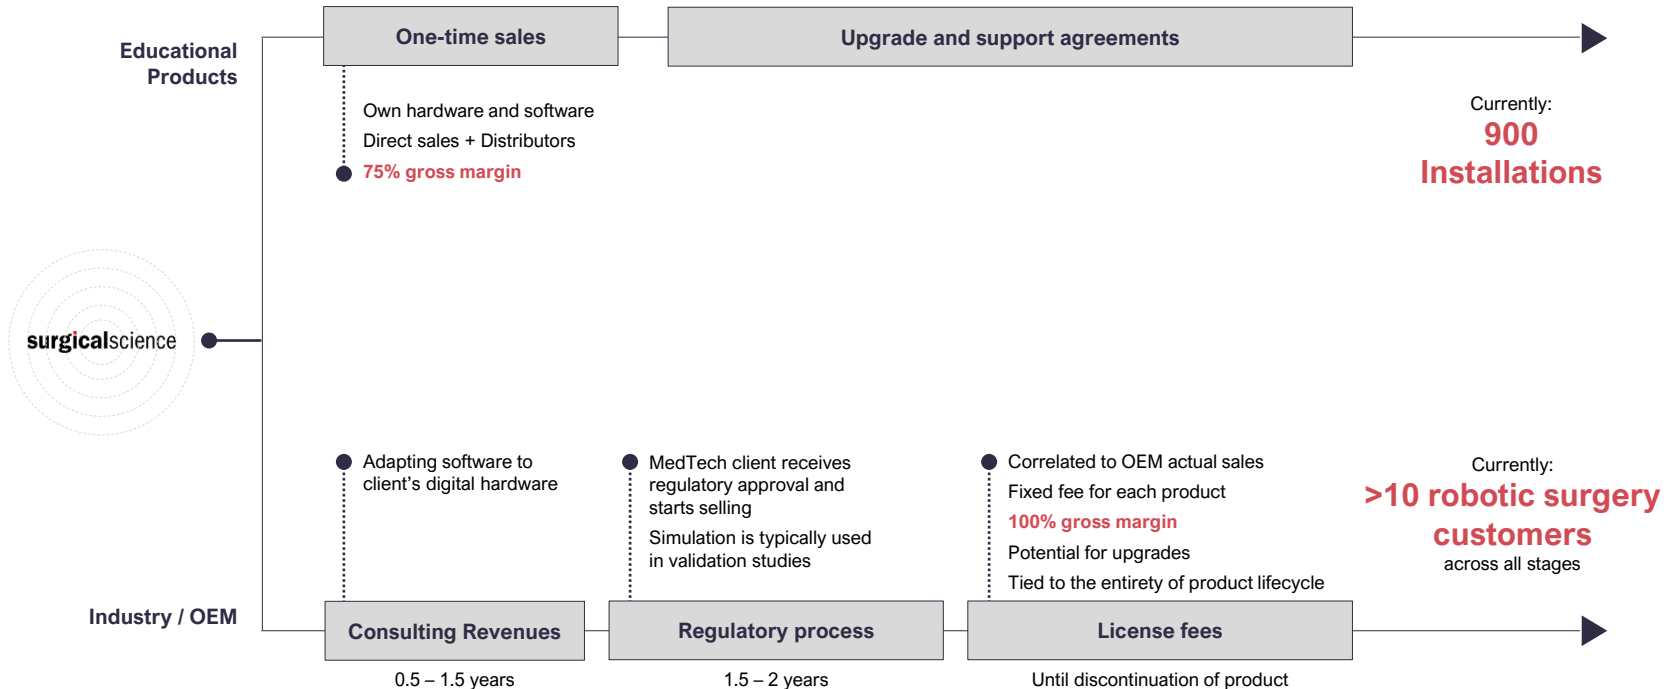 Educational
Products
One-time sales
Upgrade and support agreements
Own hardware and software
Direct sales + Distributors
75% gross margin
Currently:
900
Installations
surgicalscience
Adapting software to
client's digital hardware
MedTech client receives
regulatory approval and
starts selling
Simulation is typically used
in validation studies
Correlated to OEM actual sales
Fixed fee for each product
100% gross margin
Potential for upgrades
Tied to the entirety of product lifecycle
Currently:
>10 robotic surgery
customers
across all stages
Industry / OEM
Consulting Revenues
Regulatory process
License fees
0.5 – 1.5 years
1.5 – 2 years
Until discontinuation of product